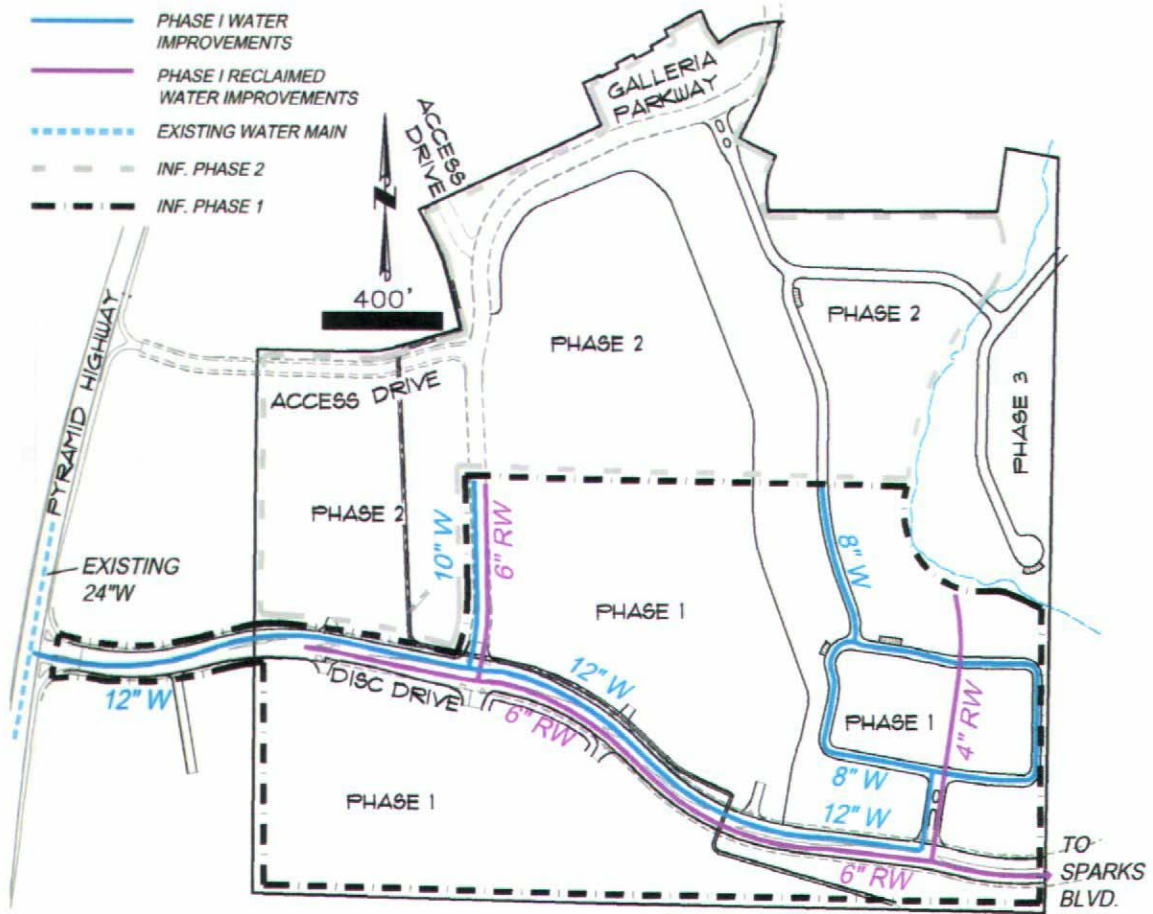 PHASE I WATER
IMPROVEMENTS
PHASE I RECLAIMED
WATER IMPROVEMENTS
EXISTING WATER MAIN
INF. PHASE 2
INF. PHASE 1
GALLERIA
PARKWAY
ACCESS
DRIVE
N
400'
PYRAMID HIGHWAY
ACCESS DRIVE
PHASE 2
PHASE 2
PHASE 3
PHASE 2
10" W
6" RW
8" W
EXISTING
24"W
PHASE 1
12" W
12" W
DISC DRIVE
6" RW
PHASE 1
4" RW
8" W
12" W
PHASE 1
6" RW
TO
SPARKS
BLVD.